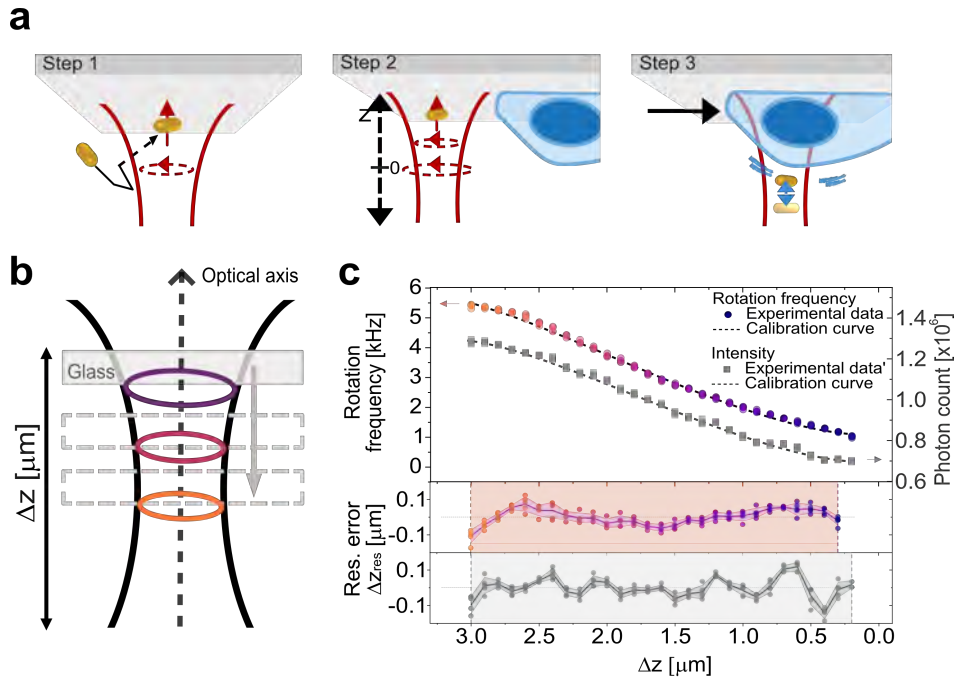 a
Step 1
Step 2
Step 3
Z
0
b
Optical axis
Glass
Δz [μm]
c
Rotation frequency [kHz]
6
5
4
3
2
1
0
Rotation frequency
Experimental data
Calibration curve
Intensity
Experimental data'
Calibration curve
1.4
1.2
1.0
0.8
0.6
Photon count [x10⁶]
Res. error
Δzres [μm]
0.1
-0.1
0.1
-0.1
3.0 2.5 2.0 1.5 1.0 0.5 0.0
Δz [μm]